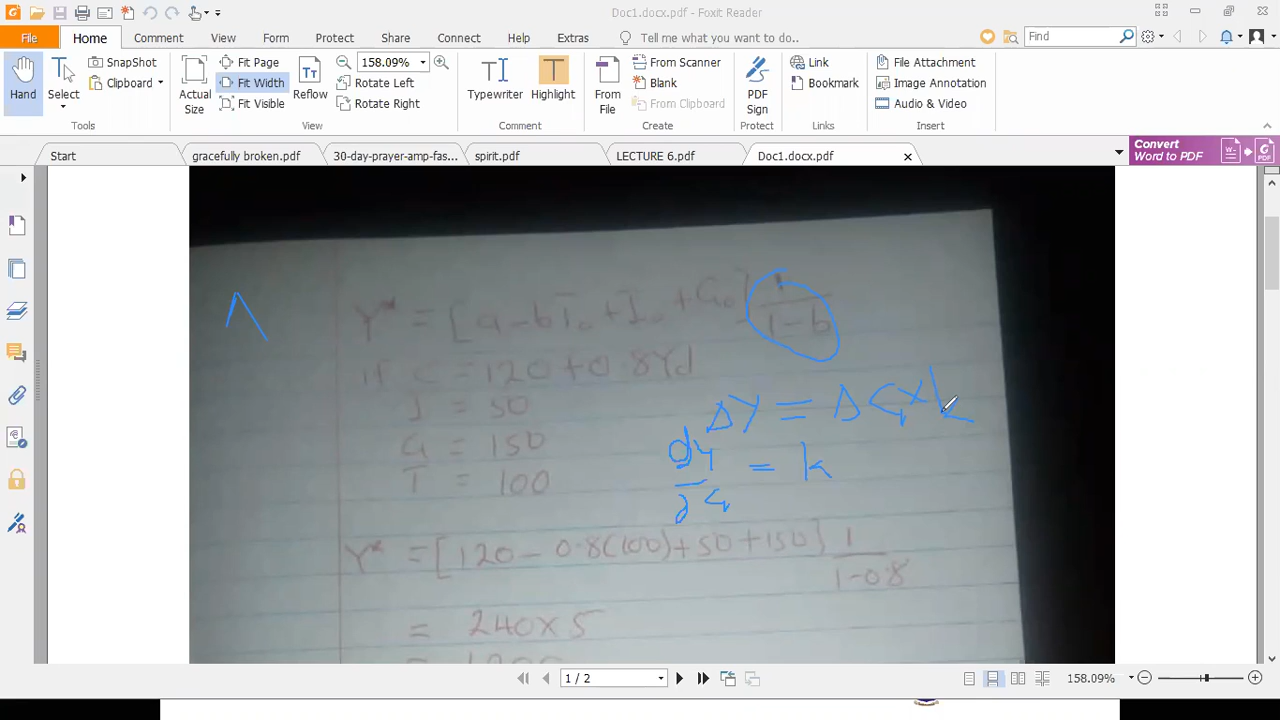 Doc1.docx.pdf - Foxit Reader
File Home Comment View Form Protect Share Connect Help Extras Tell me what you want to do... Find
Hand
Select
SnapShot
Clipboard
Tools
Actual Size
Fit Page
Fit Width
Fit Visible
Reflow
158.09%
Rotate Left
Rotate Right
View
Typewriter
Highlight
Comment
From File
From Scanner
Blank
From Clipboard
Create
PDF Sign
Protect
Link
Bookmark
Links
File Attachment
Image Annotation
Audio & Video
Insert
Start gracefully broken.pdf 30-day-prayer-amp-fas... spirit.pdf LECTURE 6.pdf Doc1.docx.pdf
Convert
Word to PDF
Y* = [a - bT₀ + I₀ + G₀] 1/(1-b)
if C = 120 + 0.8Yd
I = 50
G = 150
T = 100
ΔY = ΔG x k
dY/dG = k
Y* = [120 - 0.8(100) + 50 + 150] 1/(1-0.8)
= 240 x 5
1 / 2
158.09%